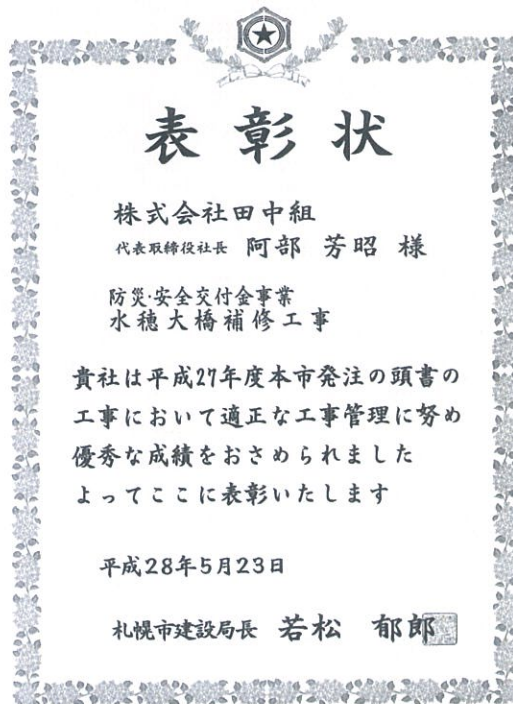 表彰状
株式会社田中組
代表取締役社長 阿部 芳昭 様
防災・安全交付金事業
水穂大橋補修工事
貴社は平成27年度本市発注の頭書の
工事において適正な工事管理に努め
優秀な成績をおさめられました
よってここに表彰いたします
平成28年5月23日
札幌市建設局長 若松 郁郎